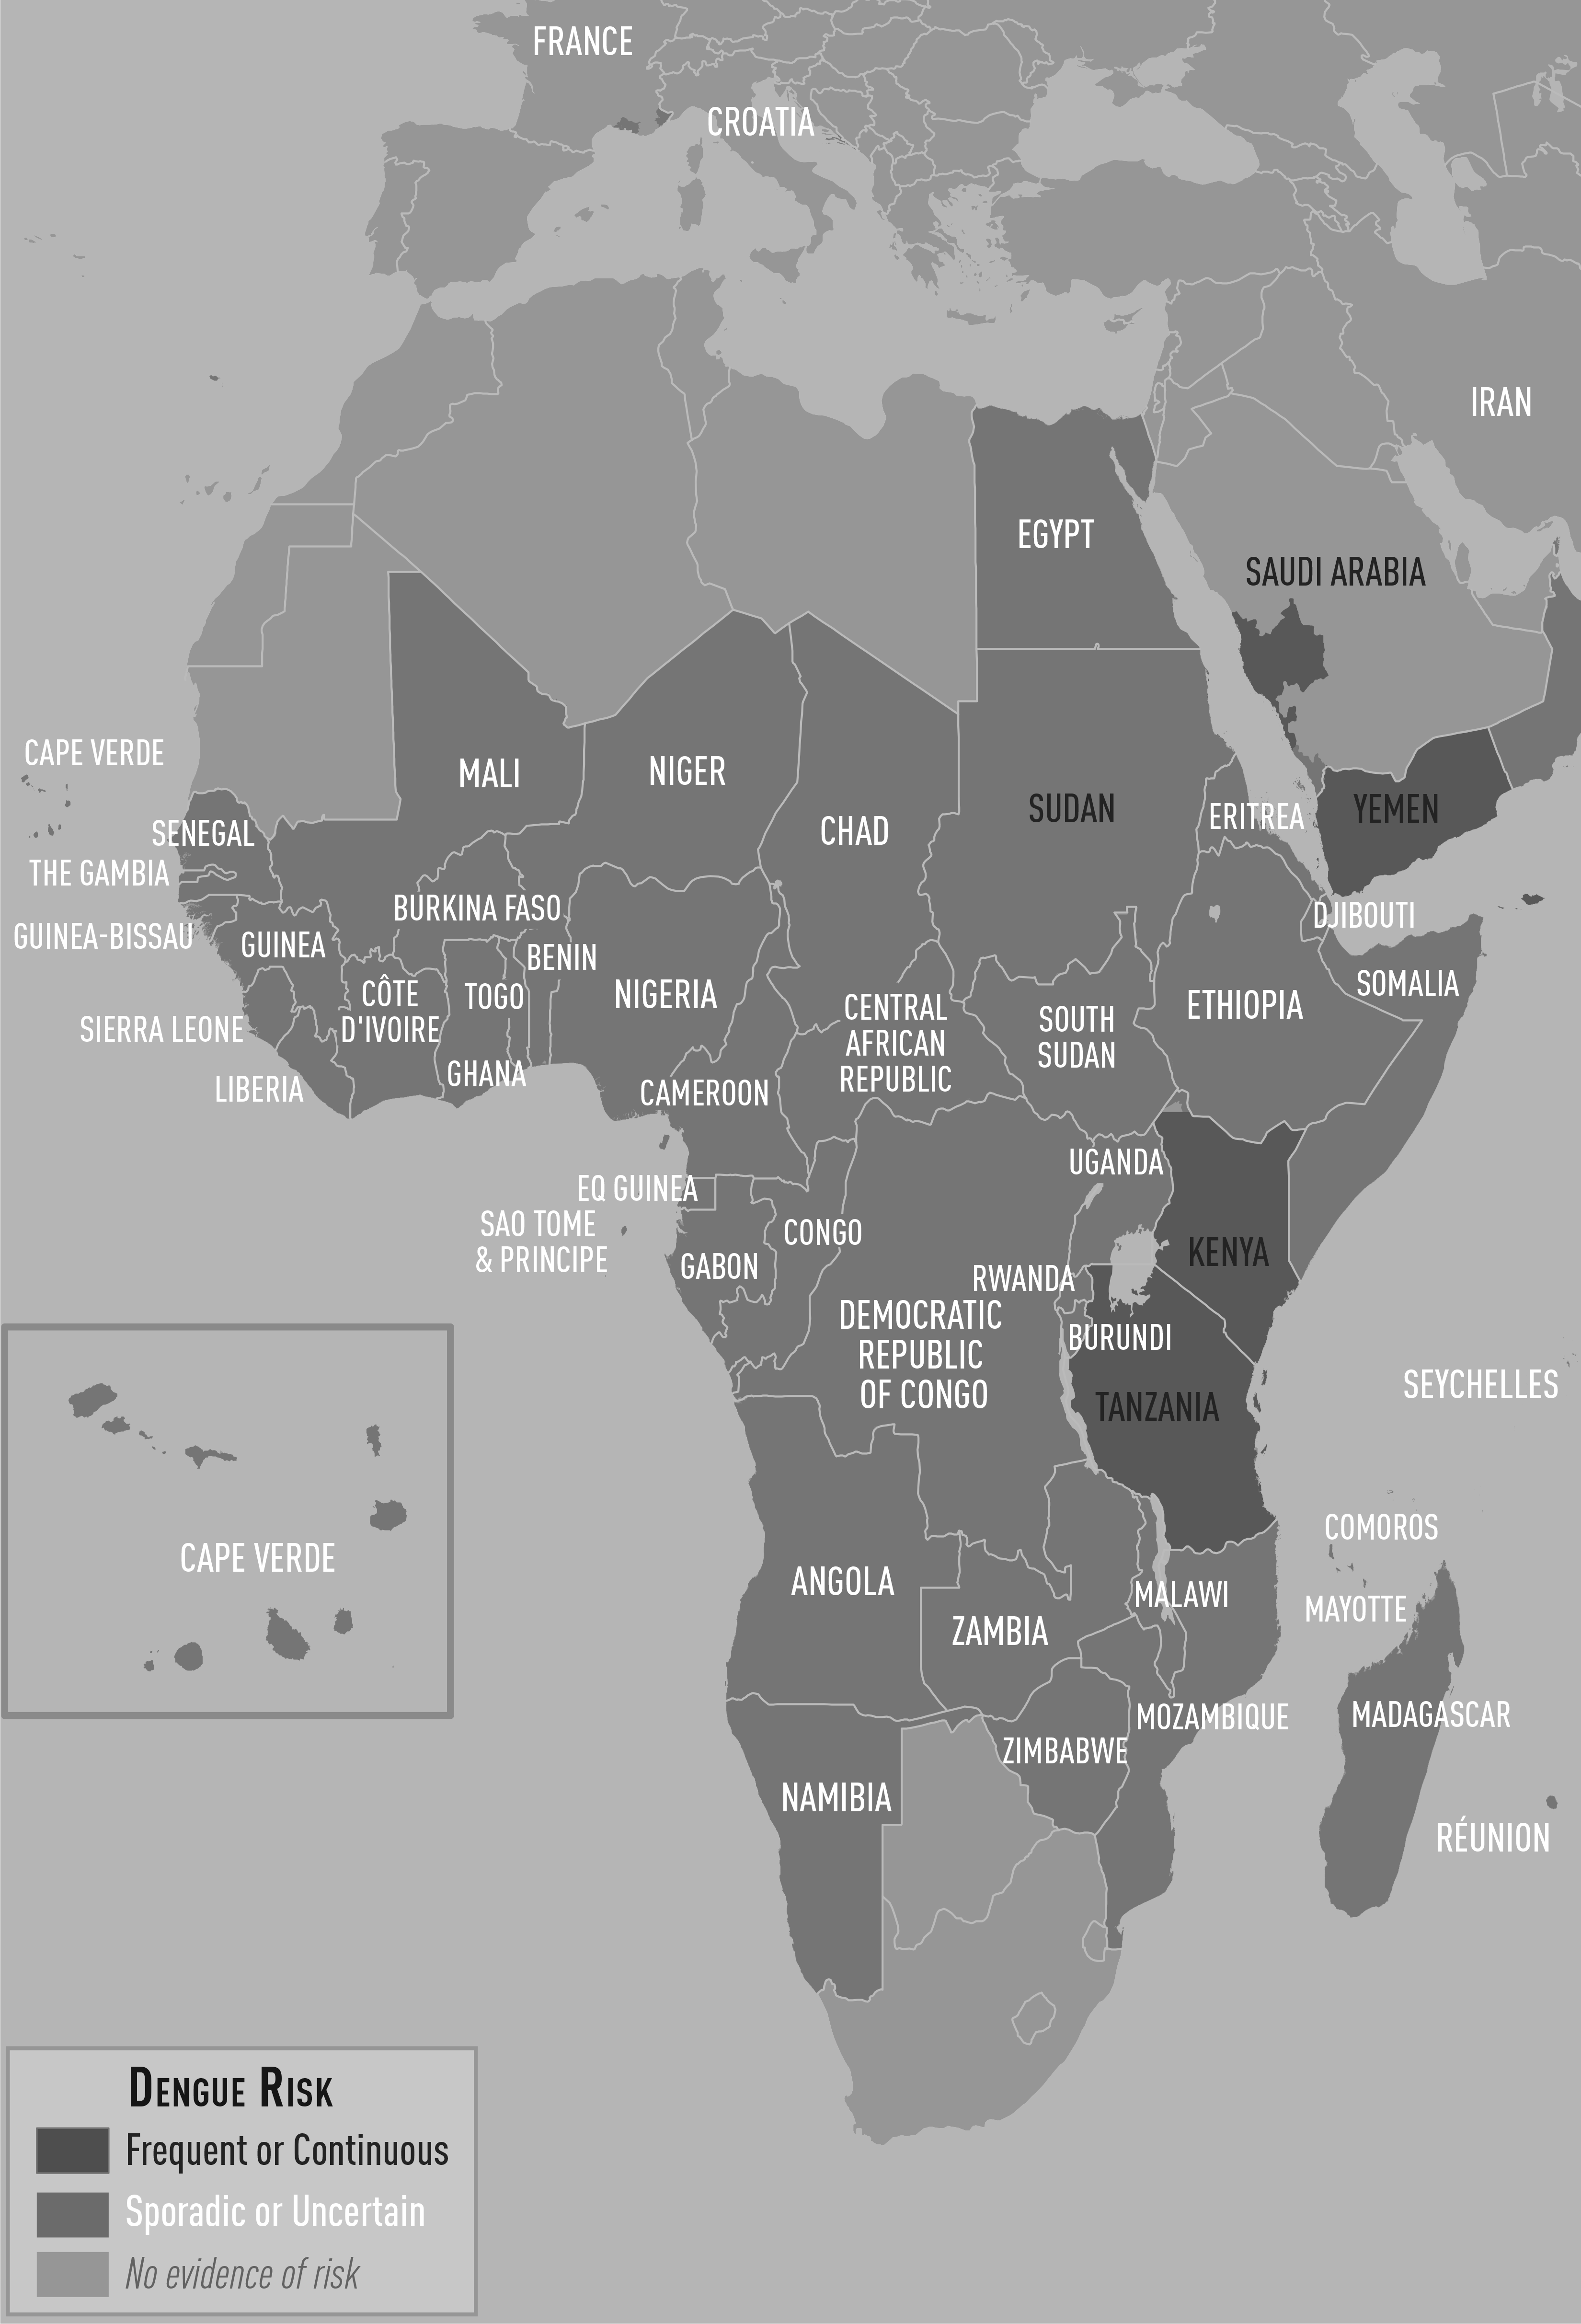 FRANCE
CROATIA
IRAN
EGYPT
SAUDI ARABIA
CAPE VERDE
MALI
NIGER
CHAD
SUDAN
ERITREA
YEMEN
SENEGAL
THE GAMBIA
BURKINA FASO
DJIBOUTI
GUINEA-BISSAU
GUINEA
BENIN
SOMALIA
CÔTE
D'IVOIRE
TOGO
NIGERIA
CENTRAL
AFRICAN
REPUBLIC
SOUTH
SUDAN
ETHIOPIA
SIERRA LEONE
GHANA
LIBERIA
CAMEROON
UGANDA
EQ GUINEA
SAO TOME
& PRINCIPE
CONGO
GABON
KENYA
RWANDA
DEMOCRATIC
REPUBLIC
OF CONGO
BURUNDI
SEYCHELLES
TANZANIA
COMOROS
CAPE VERDE
ANGOLA
MALAWI
MAYOTTE
ZAMBIA
MOZAMBIQUE
MADAGASCAR
ZIMBABWE
NAMIBIA
RÉUNION
DENGUE RISK
Frequent or Continuous
Sporadic or Uncertain
No evidence of risk